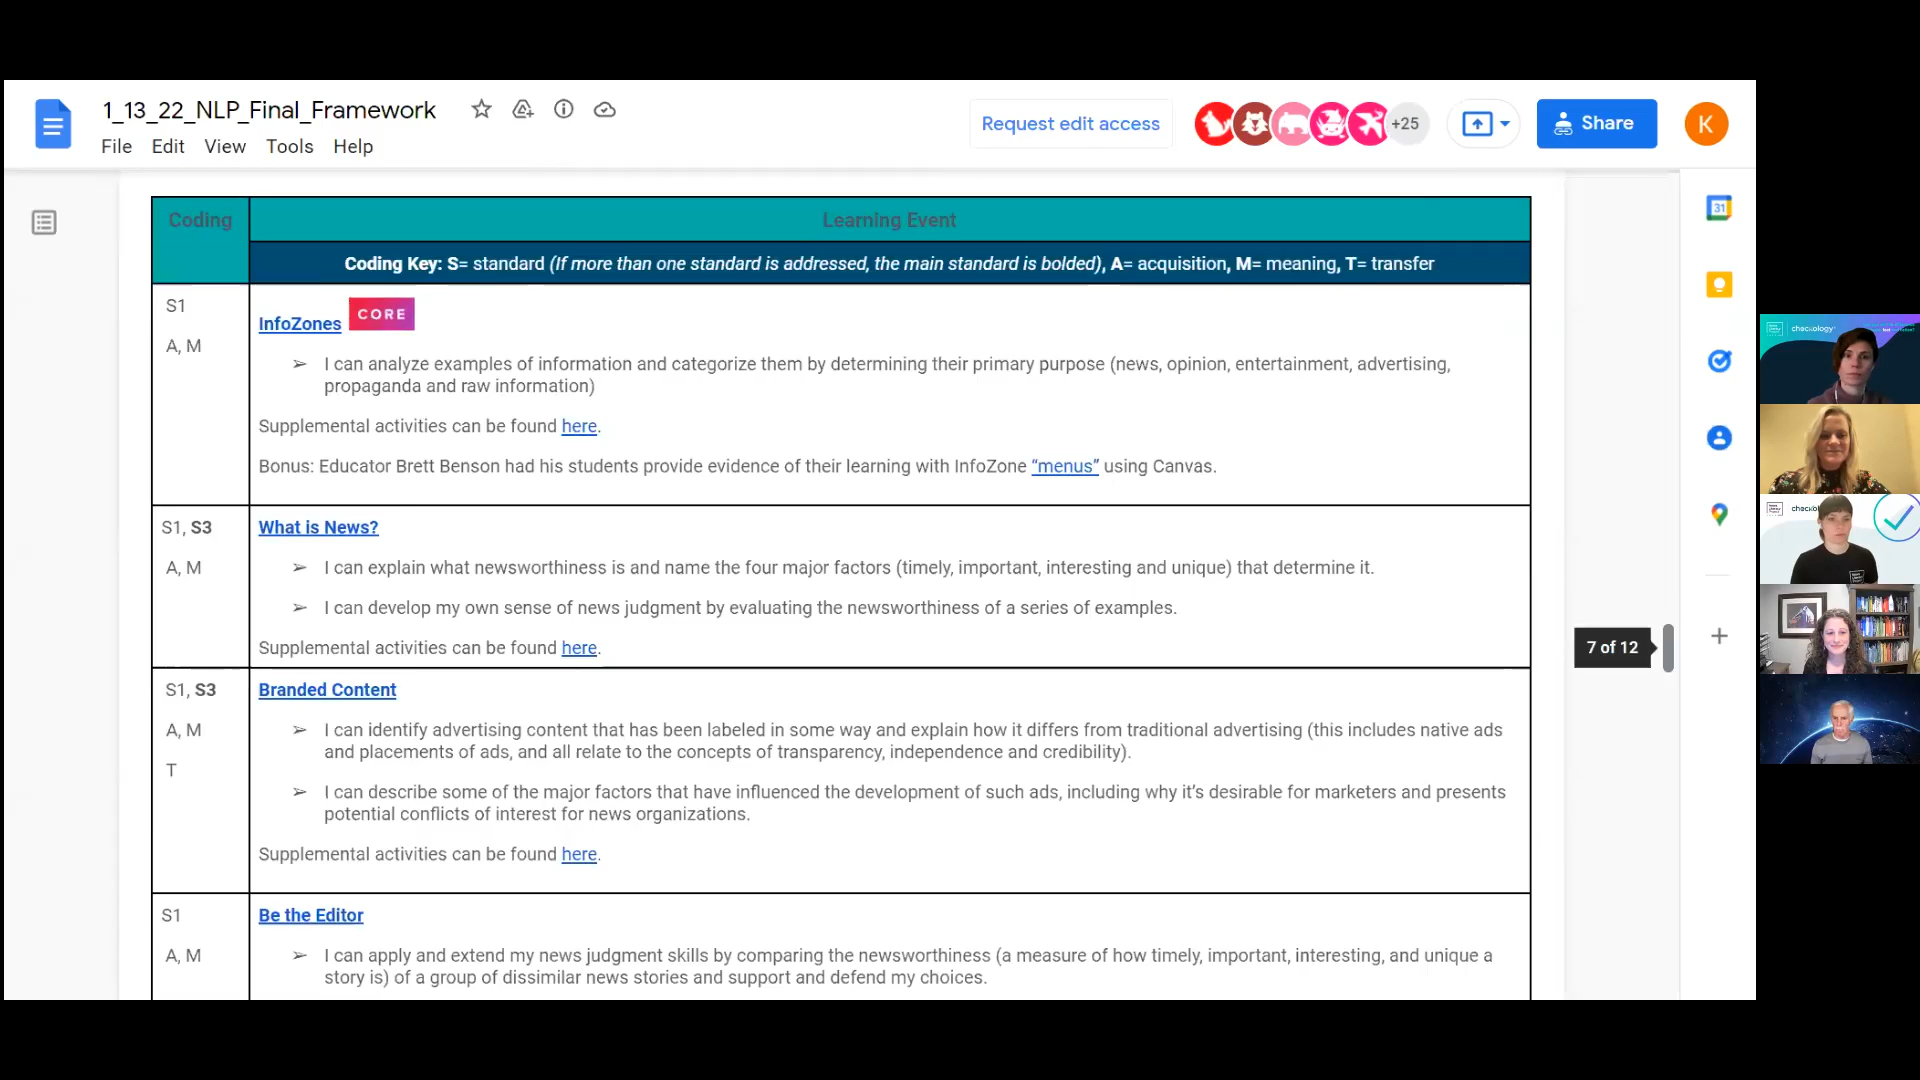 1_13_22_NLP_Final_Framework
File Edit View Tools Help
Request edit access
+25
Share
K
Coding
Learning Event
Coding Key: S= standard (If more than one standard is addressed, the main standard is bolded), A= acquisition, M= meaning, T= transfer
S1
A, M
InfoZones CORE
➢ I can analyze examples of information and categorize them by determining their primary purpose (news, opinion, entertainment, advertising,
propaganda and raw information)
Supplemental activities can be found here.
Bonus: Educator Brett Benson had his students provide evidence of their learning with InfoZone “menus” using Canvas.
S1, S3
A, M
What is News?
➢ I can explain what newsworthiness is and name the four major factors (timely, important, interesting and unique) that determine it.
➢ I can develop my own sense of news judgment by evaluating the newsworthiness of a series of examples.
Supplemental activities can be found here.
S1, S3
A, M
T
Branded Content
➢ I can identify advertising content that has been labeled in some way and explain how it differs from traditional advertising (this includes native ads
and placements of ads, and all relate to the concepts of transparency, independence and credibility).
➢ I can describe some of the major factors that have influenced the development of such ads, including why it’s desirable for marketers and presents
potential conflicts of interest for news organizations.
Supplemental activities can be found here.
S1
A, M
Be the Editor
➢ I can apply and extend my news judgment skills by comparing the newsworthiness (a measure of how timely, important, interesting, and unique a
story is) of a group of dissimilar news stories and support and defend my choices.
7 of 12
31
checkology